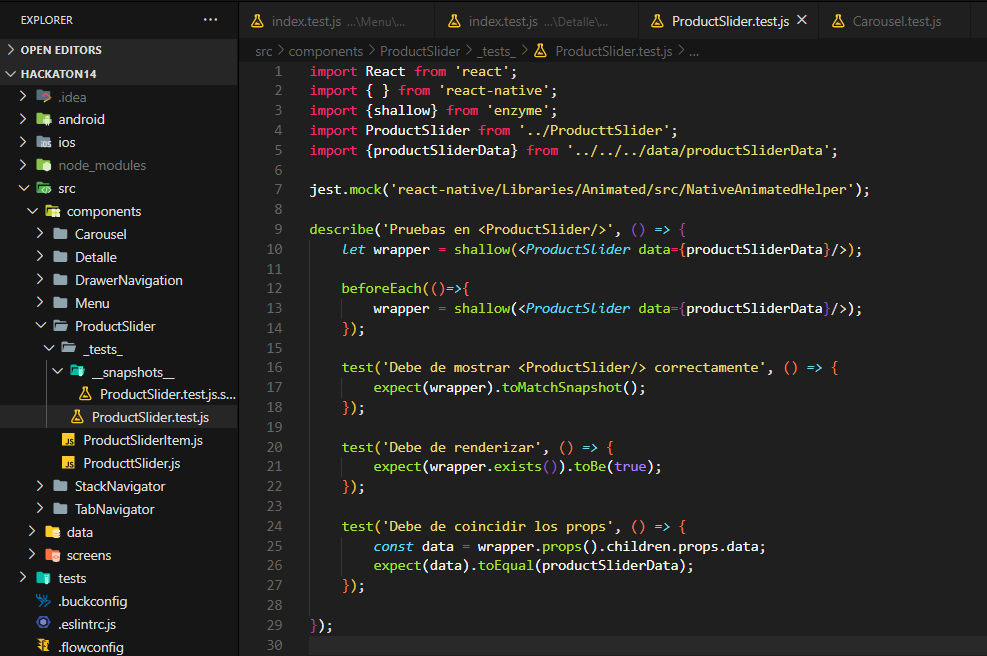 EXPLORER
···
OPEN EDITORS
HACKATON14
.idea
android
ios
node_modules
src
components
Carousel
Detalle
DrawerNavigation
Menu
ProductSlider
_tests_
__snapshots__
ProductSlider.test.js.s...
ProductSlider.test.js
ProductSliderItem.js
ProducttSlider.js
StackNavigator
TabNavigator
data
screens
tests
.buckconfig
.eslintrc.js
.flowconfig
index.test.js ...\Menu\... index.test.js ...\Detalle\... ProductSlider.test.js Carousel.test.js
src > components > ProductSlider > _tests_ > ProductSlider.test.js > ...
1 import React from 'react';
2 import { } from 'react-native';
3 import {shallow} from 'enzyme';
4 import ProductSlider from '../ProducttSlider';
5 import {productSliderData} from '../../../data/productSliderData';
6
7 jest.mock('react-native/Libraries/Animated/src/NativeAnimatedHelper');
8
9 describe('Pruebas en <ProductSlider/>', () => {
10 let wrapper = shallow(<ProductSlider data={productSliderData}/>);
11
12 beforeEach(()=>{
13 wrapper = shallow(<ProductSlider data={productSliderData}/>);
14 });
15
16 test('Debe de mostrar <ProductSlider/> correctamente', () => {
17 expect(wrapper).toMatchSnapshot();
18 });
19
20 test('Debe de renderizar', () => {
21 expect(wrapper.exists()).toBe(true);
22 });
23
24 test('Debe de coincidir los props', () => {
25 const data = wrapper.props().children.props.data;
26 expect(data).toEqual(productSliderData);
27 });
28
29 });
30